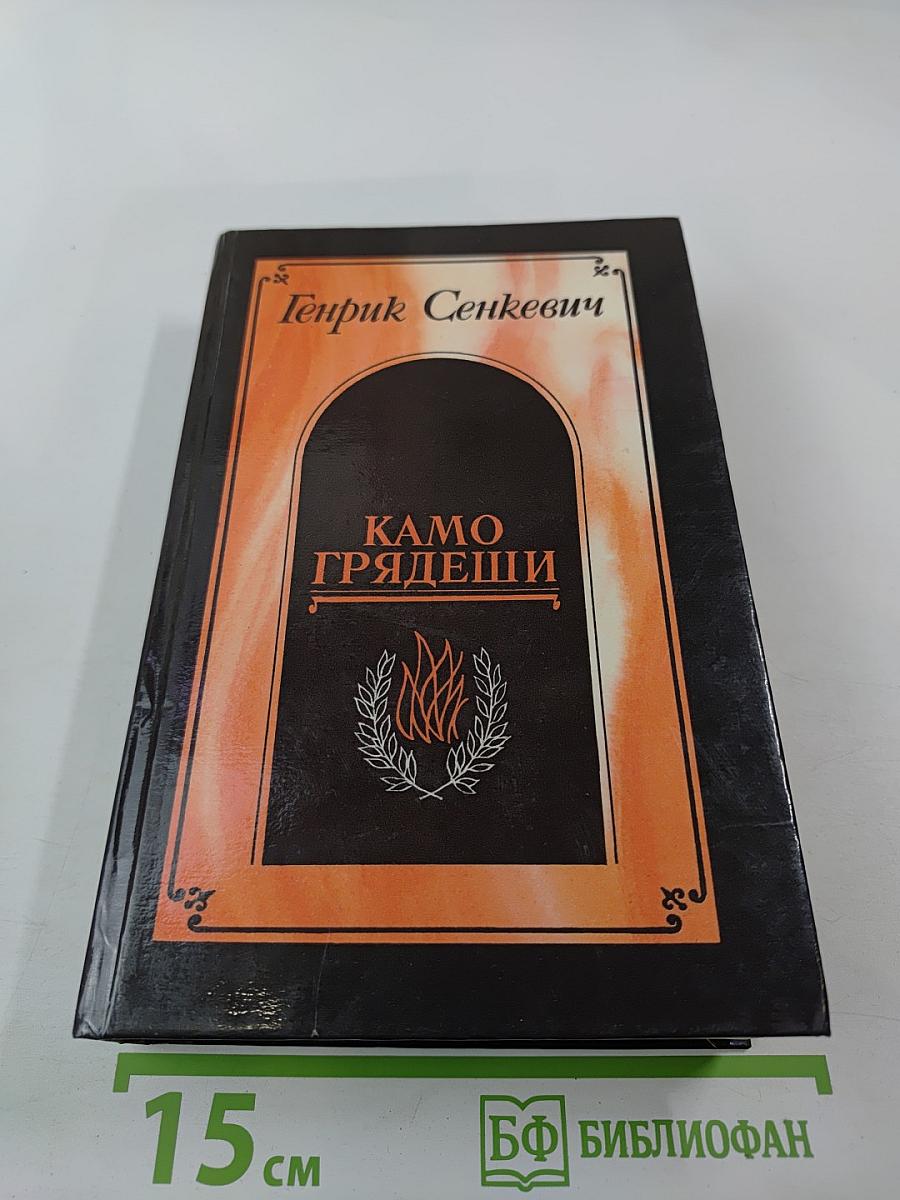 Генрик Сенкевич
КАМО
ГРЯДЕШИ
15 см
БФ БИБЛИОФАН